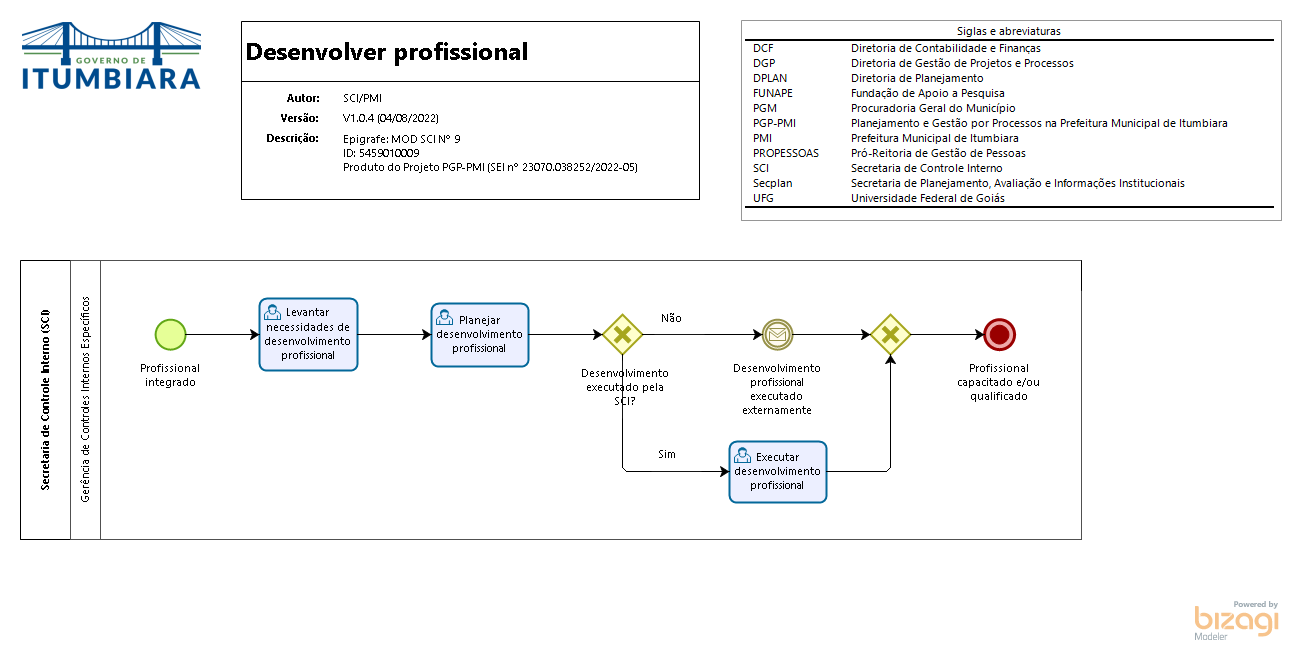 GOVERNO DE
ITUMBIARA
Desenvolver profissional
Autor: SCI/PMI
Versão: V1.0.4 (04/08/2022)
Descrição: Epigrafe: MOD SCI Nº 9
ID: 5459010009
Produto do Projeto PGP-PMI (SEI nº 23070.038252/2022-05)
Siglas e abreviaturas
DCF Diretoria de Contabilidade e Finanças
DGP Diretoria de Gestão de Projetos e Processos
DPLAN Diretoria de Planejamento
FUNAPE Fundação de Apoio a Pesquisa
PGM Procuradoria Geral do Município
PGP-PMI Planejamento e Gestão por Processos na Prefeitura Municipal de Itumbiara
PMI Prefeitura Municipal de Itumbiara
PROPESSOAS Pró-Reitoria de Gestão de Pessoas
SCI Secretaria de Controle Interno
Secplan Secretaria de Planejamento, Avaliação e Informações Institucionais
UFG Universidade Federal de Goiás
Secretaria de Controle Interno (SCI)
Gerência de Controles Internos Específicos
Profissional
integrado
Levantar
necessidades de
desenvolvimento
profissional
Planejar
desenvolvimento
profissional
Desenvolvimento
executado pela
SCI?
Não
Desenvolvimento
profissional
executado
externamente
Sim
Executar
desenvolvimento
profissional
Profissional
capacitado e/ou
qualificado
Powered by
bizagi
Modeler